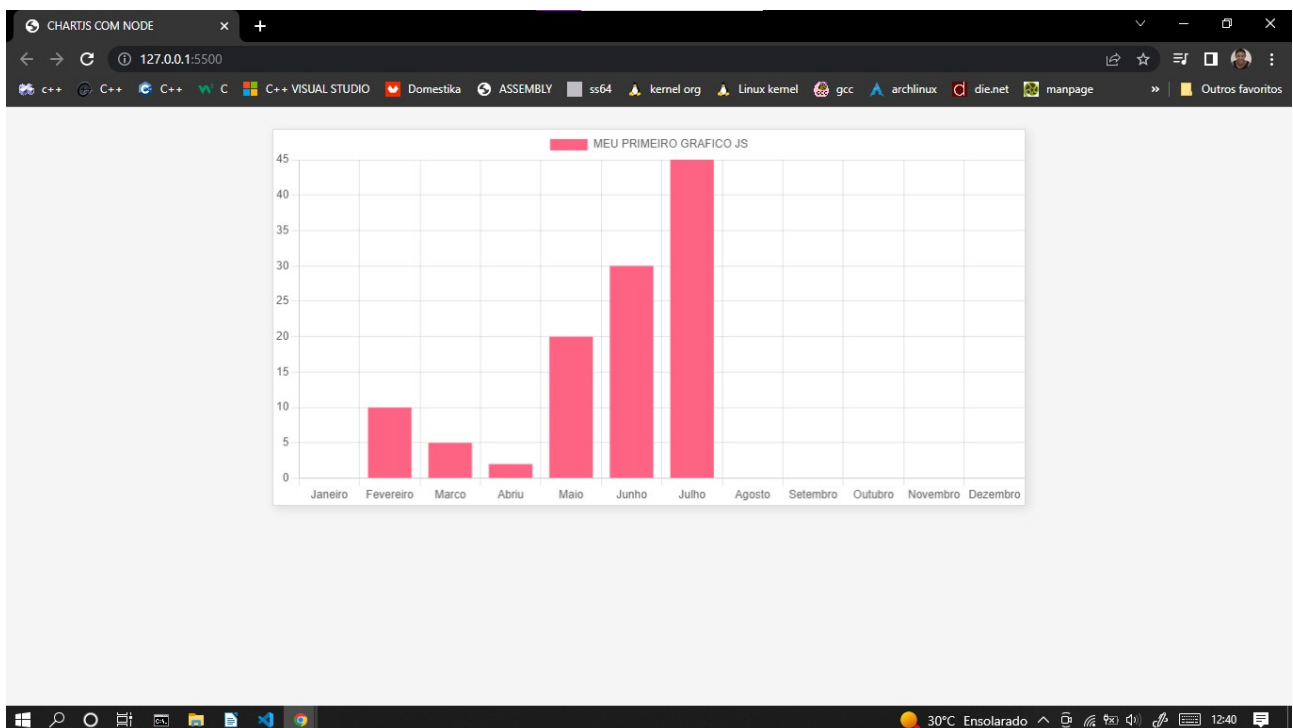 CHARTJS COM NODE
127.0.0.1:5500
c++ C++ C++ C C++ VISUAL STUDIO Domestika ASSEMBLY ss64 kernel org Linux kernel gcc archlinux die.net manpage » Outros favoritos
MEU PRIMEIRO GRAFICO JS
45
40
35
30
25
20
15
10
5
0
Janeiro Fevereiro Marco Abriu Maio Junho Julho Agosto Setembro Outubro Novembro Dezembro
30°C Ensolarado 12:40